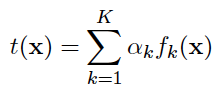 t(𝐱) = ∑_{k=1}^{K} α_k f_k(𝐱)